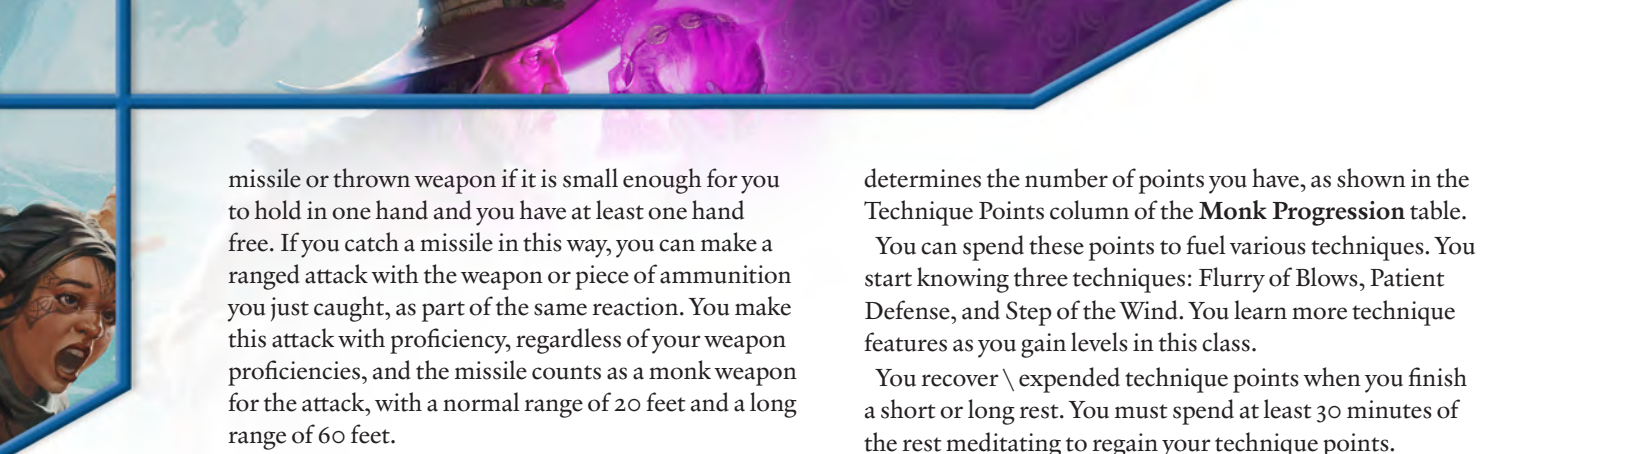 missile or thrown weapon if it is small enough for you
to hold in one hand and you have at least one hand
free. If you catch a missile in this way, you can make a
ranged attack with the weapon or piece of ammunition
you just caught, as part of the same reaction. You make
this attack with proficiency, regardless of your weapon
proficiencies, and the missile counts as a monk weapon
for the attack, with a normal range of 20 feet and a long
range of 60 feet.
determines the number of points you have, as shown in the
Technique Points column of the Monk Progression table.
You can spend these points to fuel various techniques. You
start knowing three techniques: Flurry of Blows, Patient
Defense, and Step of the Wind. You learn more technique
features as you gain levels in this class.
You recover \ expended technique points when you finish
a short or long rest. You must spend at least 30 minutes of
the rest meditating to regain your technique points.